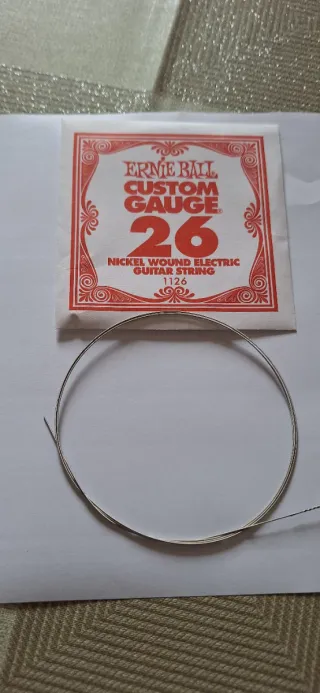 ERNIE BALL
CUSTOM
GAUGE®
26
NICKEL WOUND ELECTRIC
GUITAR STRING
1126